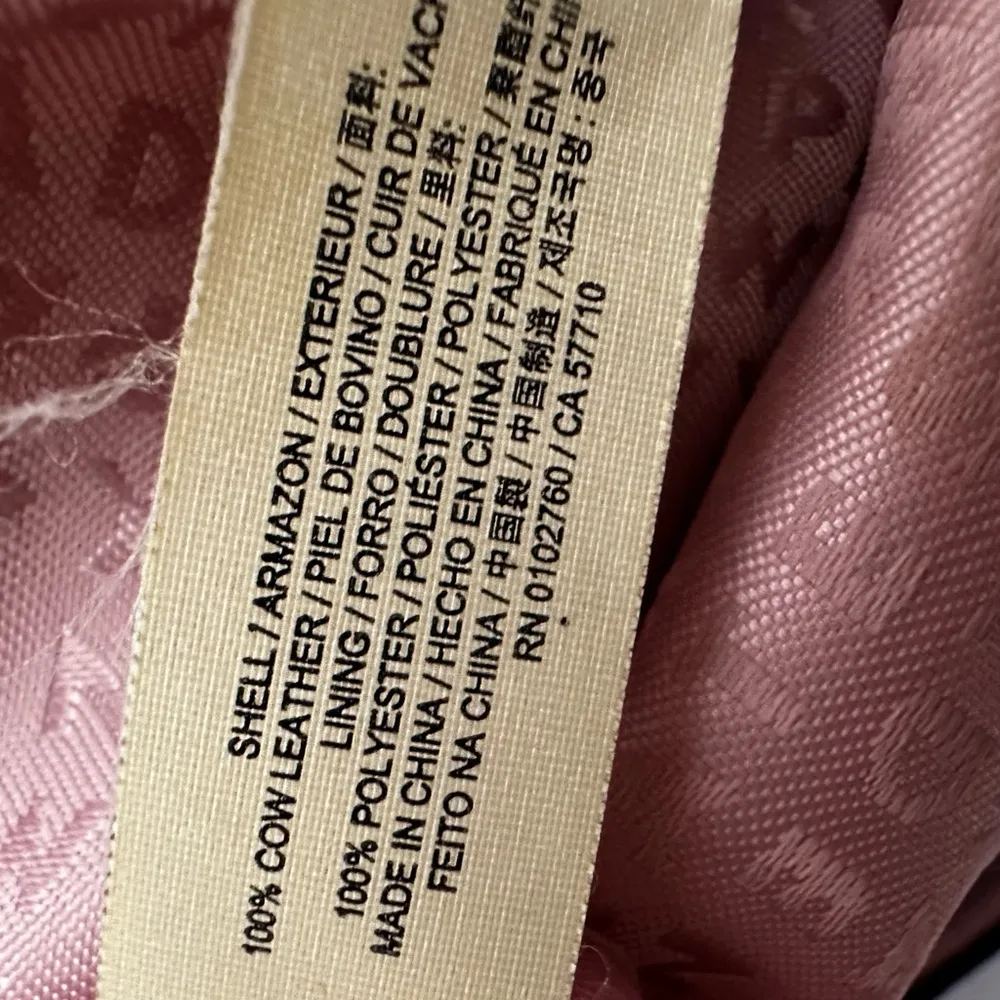 SHELL / ARMAZON / EXTERIEUR / 面料:
100% COW LEATHER / PIEL DE BOVINO / CUIR DE VACH
LINING / FORRO / DOUBLURE / 里料:
100% POLYESTER / POLIÉSTER / POLYESTER / 聚酯纤
MADE IN CHINA / HECHO EN CHINA / FABRIQUÉ EN CHIN
FEITO NA CHINA / 中国製 / 中国制造 / 제조국명 : 중국
RN 0102760 / CA 57710